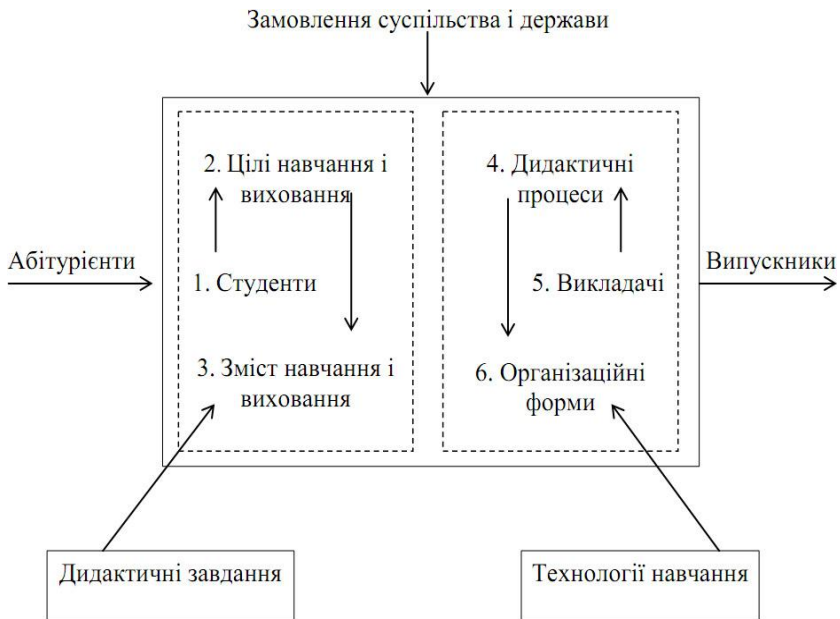 Замовлення суспільства і держави
2. Цілі навчання і
виховання
4. Дидактичні
процеси
Абітурієнти
1. Студенти
5. Викладачі
Випускники
3. Зміст навчання і
виховання
6. Організаційні
форми
Дидактичні завдання
Технології навчання